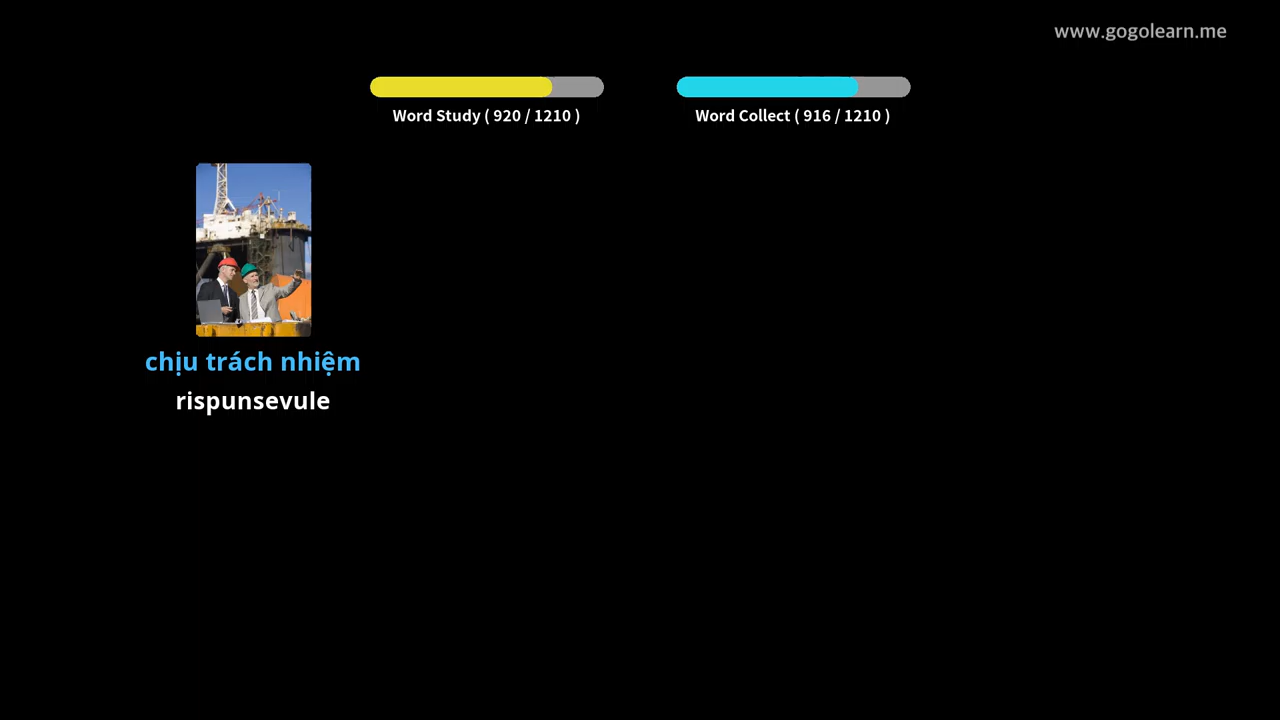 www.gogolearn.me
Word Study ( 920 / 1210 )
Word Collect ( 916 / 1210 )
chịu trách nhiệm
rispunsevule